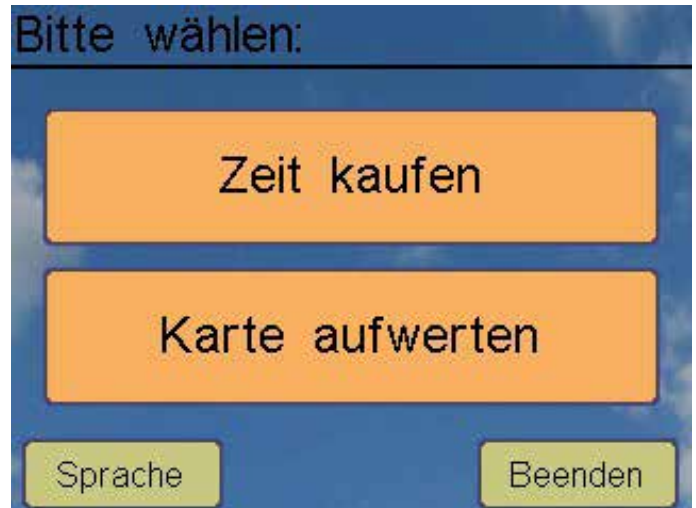 Bitte wählen:
Zeit kaufen
Karte aufwerten
Sprache
Beenden